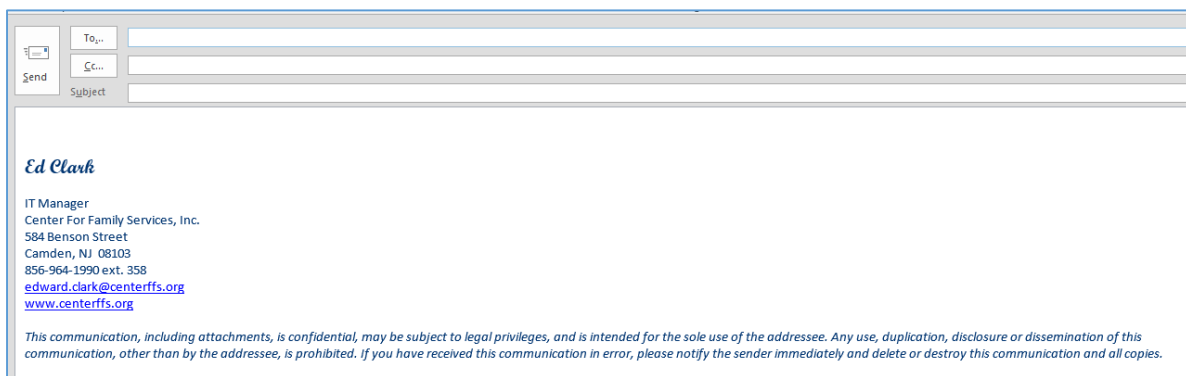 To...
Cc...
Send
Subject
Ed Clark
IT Manager
Center For Family Services, Inc.
584 Benson Street
Camden, NJ  08103
856-964-1990 ext. 358
edward.clark@centerffs.org
www.centerffs.org
This communication, including attachments, is confidential, may be subject to legal privileges, and is intended for the sole use of the addressee. Any use, duplication, disclosure or dissemination of this
communication, other than by the addressee, is prohibited. If you have received this communication in error, please notify the sender immediately and delete or destroy this communication and all copies.